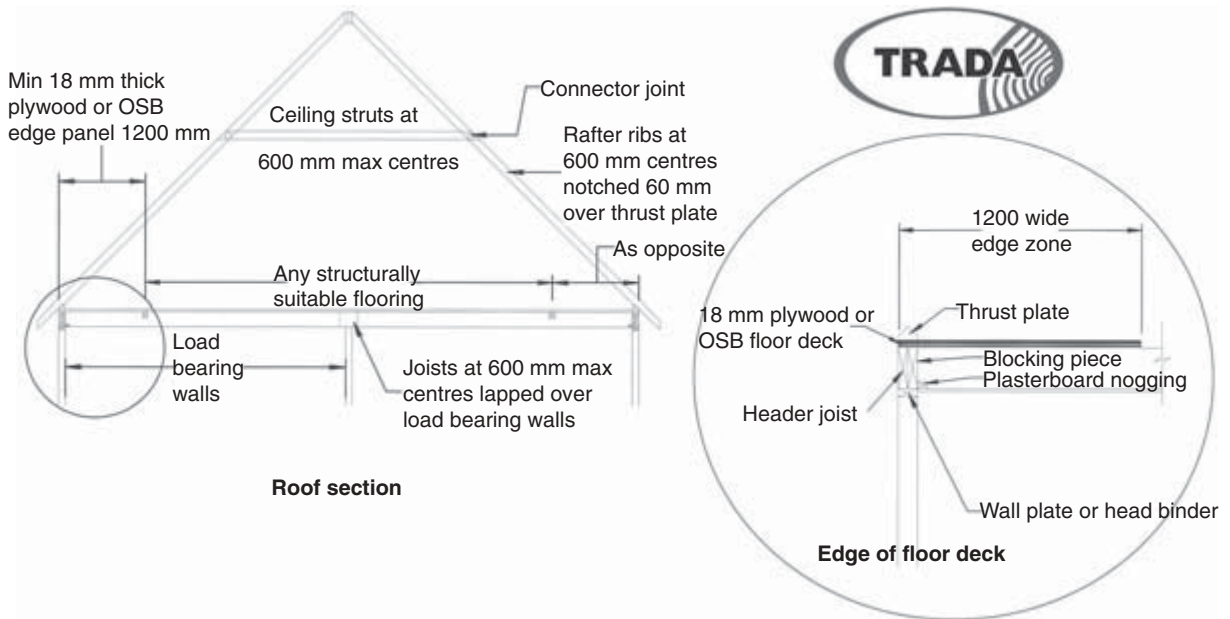 Min 18 mm thick
plywood or OSB
edge panel 1200 mm
Ceiling struts at
600 mm max centres
Connector joint
Rafter ribs at
600 mm centres
notched 60 mm
over thrust plate
As opposite
Any structurally
suitable flooring
Load
bearing
walls
Joists at 600 mm max
centres lapped over
load bearing walls
Roof section
TRADA
1200 wide
edge zone
18 mm plywood or
OSB floor deck
Thrust plate
Blocking piece
Plasterboard nogging
Header joist
Wall plate or head binder
Edge of floor deck